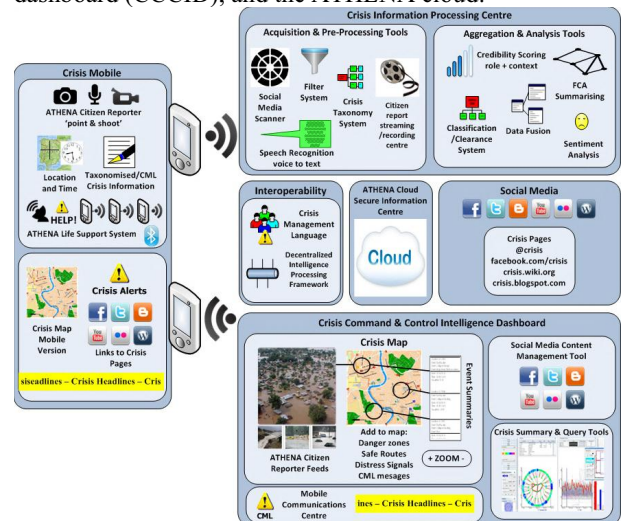 dashboard (CCCID), and the ATHENA cloud.
Crisis Mobile
ATHENA Citizen Reporter
'point & shoot'
Location
and Time
Taxonomised/CML
Crisis Information
HELP!
ATHENA Life Support System
Crisis Map
Mobile
Version
Crisis Alerts
Links to Crisis
Pages
siseadlines – Crisis Headlines – Cris
Crisis Information Processing Centre
Acquisition & Pre-Processing Tools
Social
Media
Scanner
Filter
System
Crisis
Taxonomy
System
Citizen
report
streaming
/recording
centre
Speech Recognition
voice to text
Aggregation & Analysis Tools
Credibility Scoring
role + context
FCA
Summarising
Classification
/Clearance
System
Data Fusion
Sentiment
Analysis
Interoperability
Crisis
Management
Language
Decentralized
Intelligence
Processing
Framework
ATHENA Cloud
Secure Information
Centre
Cloud
Social Media
Crisis Pages
@crisis
facebook.com/crisis
crisis.wiki.org
crisis.blogspot.com
Crisis Command & Control Intelligence Dashboard
Crisis Map
Event Summaries
ATHENA Citizen
Reporter Feeds
Add to map:
Danger zones
Safe Routes
Distress Signals
CML mesages
+ ZOOM -
CML
Mobile
Communications
Centre
ines – Crisis Headlines – Cris
Social Media Content
Management Tool
Crisis Summary & Query Tools